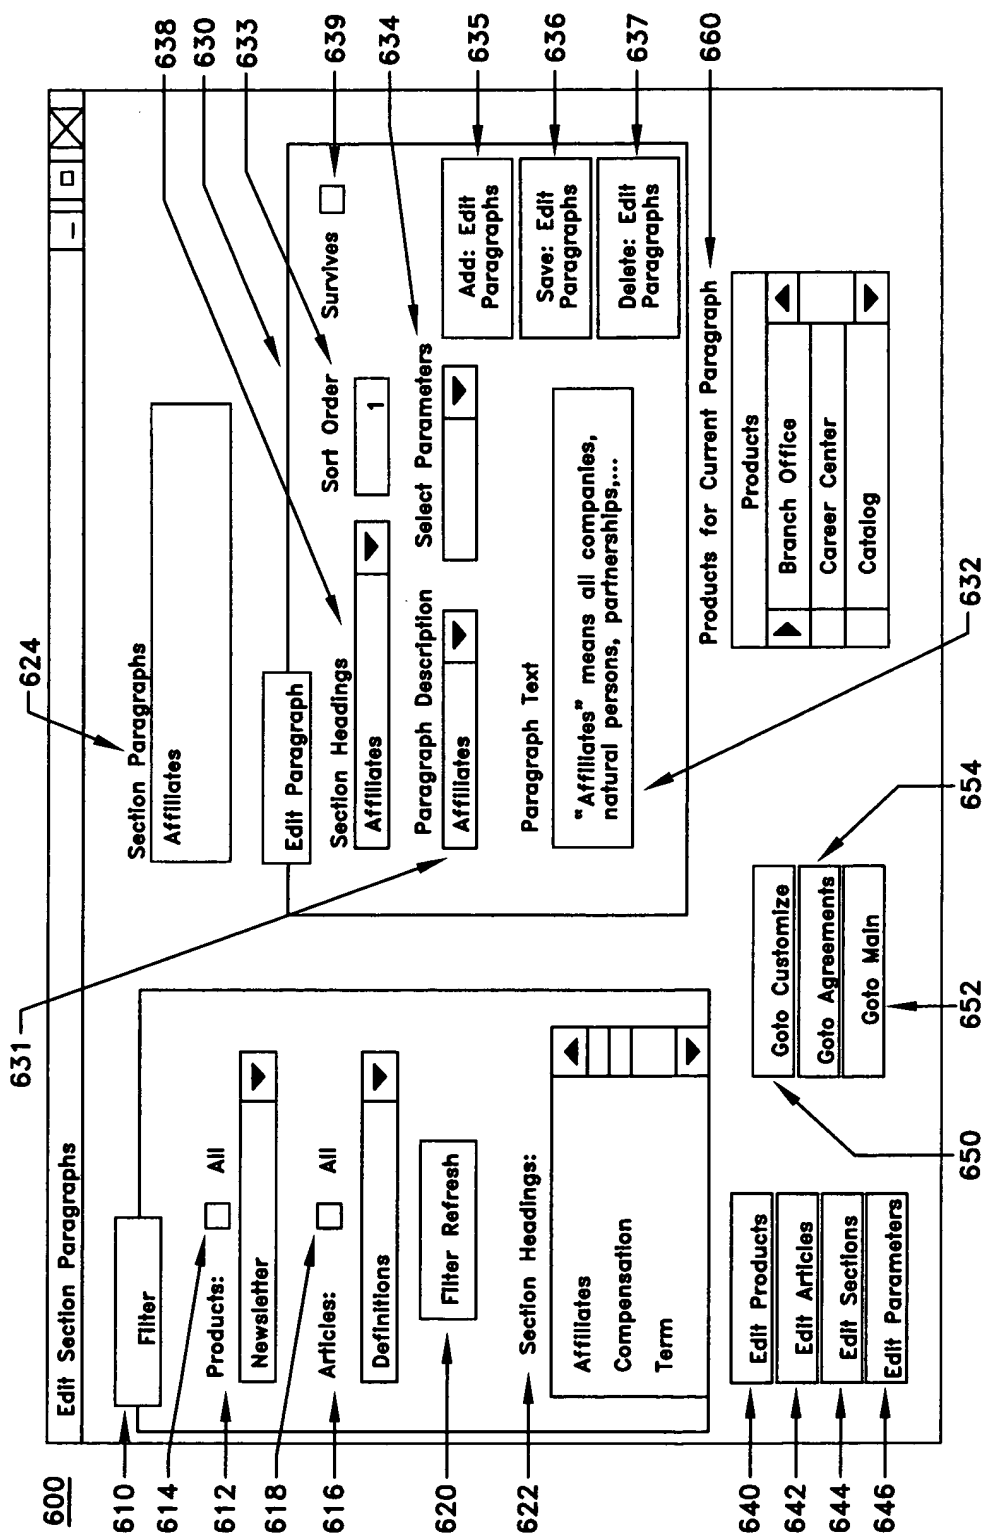 600
Edit Section Paragraphs
610
Filter
614
612
Products:
All
Newsletter
618
616
Articles:
All
Definitions
620
Filter Refresh
622
Section Headings:
Affiliates
Compensation
Term
640
Edit Products
642
Edit Articles
644
Edit Sections
646
Edit Parameters
Goto Customize
650
Goto Agreements
654
Goto Main
652
624
Section Paragraphs
Affiliates
630
Edit Paragraph
638
Section Headings
Affiliates
633
Sort Order
1
Survives
639
631
Paragraph Description
Affiliates
634
Select Parameters
635
Add: Edit
Paragraphs
636
Save: Edit
Paragraphs
637
Delete: Edit
Paragraphs
Paragraph Text
"Affiliates" means all companies,
natural persons, partnerships,...
632
Products for Current Paragraph
660
Products
Branch Office
Career Center
Catalog